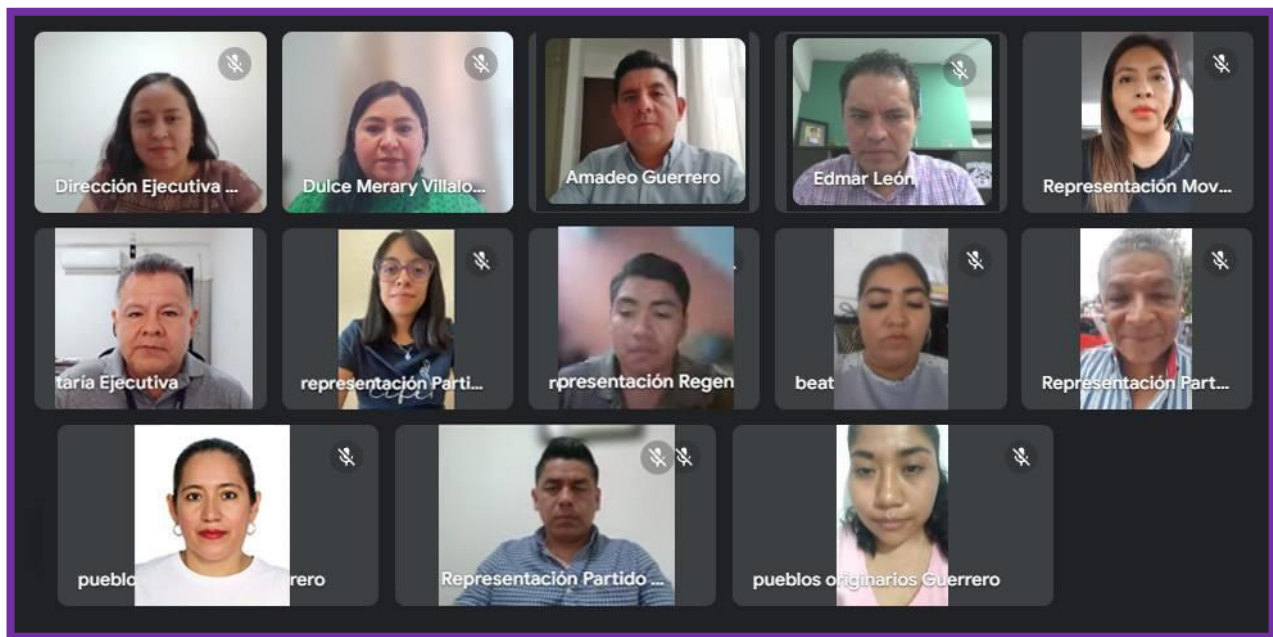 Dirección Ejecutiva ...
Dulce Merary Villalo...
Amadeo Guerrero
Edmar León
Representación Mov...
taría Ejecutiva
representación Parti...
presentación Regen
beat
Representación Part...
pueblo
rero
Representación Partido ...
pueblos originarios Guerrero